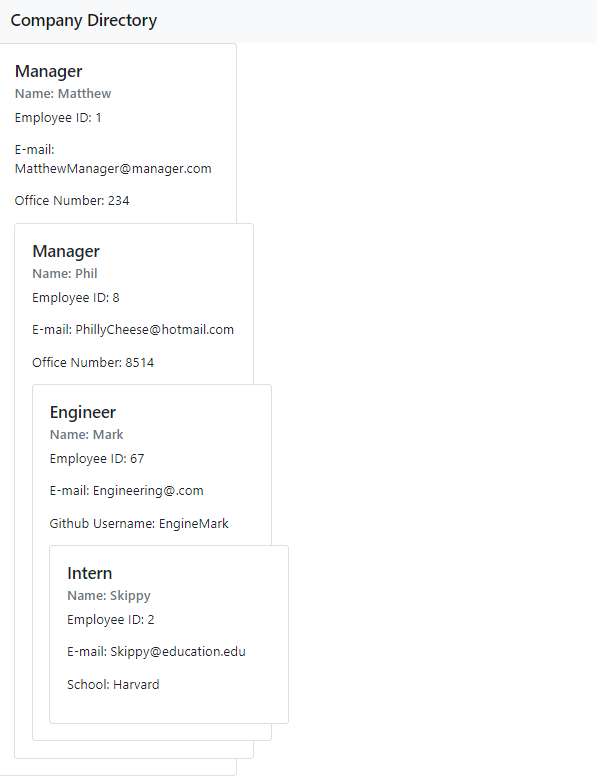 Company Directory
Manager
Name: Matthew
Employee ID: 1
E-mail:
MatthewManager@manager.com
Office Number: 234
Manager
Name: Phil
Employee ID: 8
E-mail: PhillyCheese@hotmail.com
Office Number: 8514
Engineer
Name: Mark
Employee ID: 67
E-mail: Engineering@.com
Github Username: EngineMark
Intern
Name: Skippy
Employee ID: 2
E-mail: Skippy@education.edu
School: Harvard